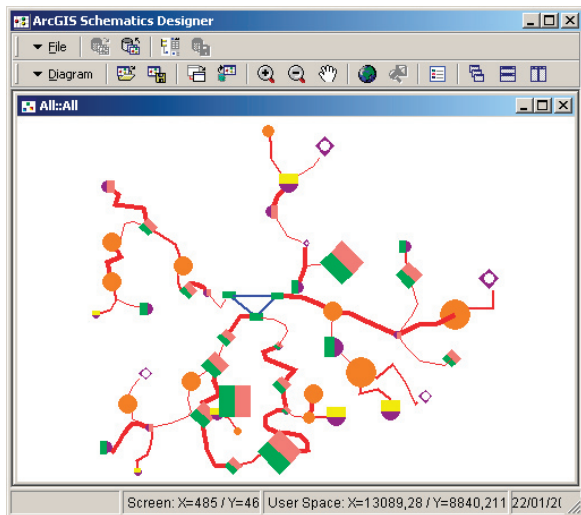 ArcGIS Schematics Designer
File
Diagram
All::All
Screen: X=485 / Y=46 User Space: X=13089,28 / Y=8840,211 22/01/20